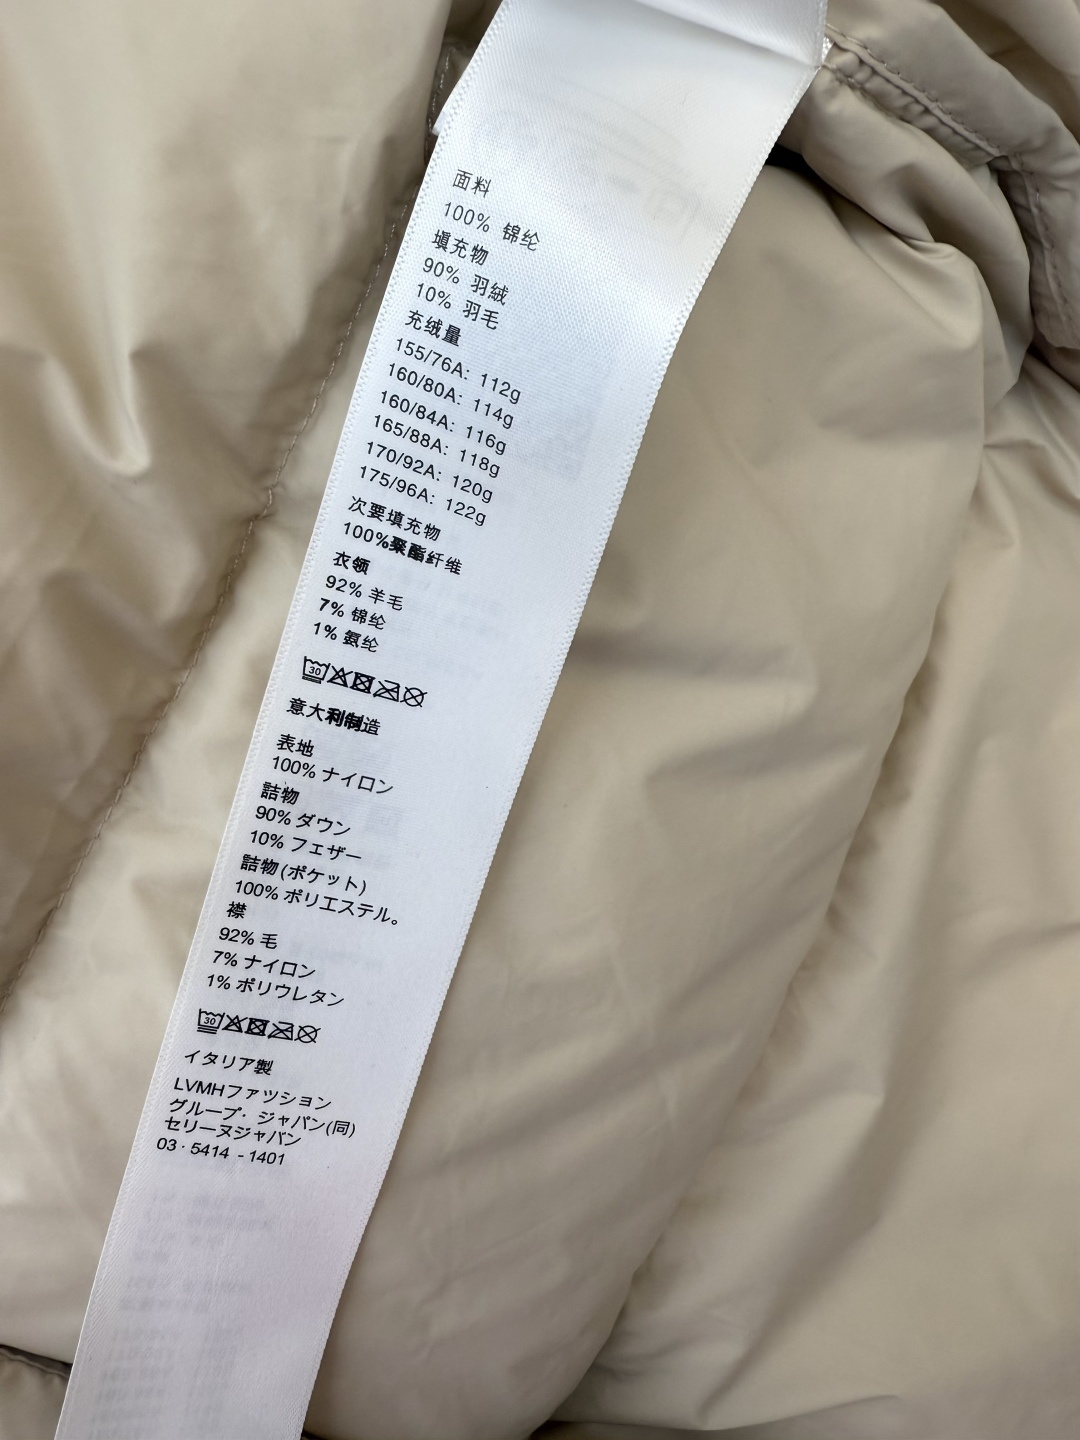 面料
100% 锦纶
填充物
90% 羽绒
10% 羽毛
充绒量
155/76A: 112g
160/80A: 114g
160/84A: 116g
165/88A: 118g
170/92A: 120g
175/96A: 122g
次要填充物
100%聚酯纤维
衣领
92% 羊毛
7% 锦纶
1% 氨纶
30
意大利制造
表地
100% ナイロン
詰物
90% ダウン
10% フェザー
詰物(ポケット)
100% ポリエステル。
襟
92% 毛
7% ナイロン
1% ポリウレタン
30
イタリア製
LVMHファッション
グループ・ジャパン(同)
セリーヌジャパン
03・5414 - 1401